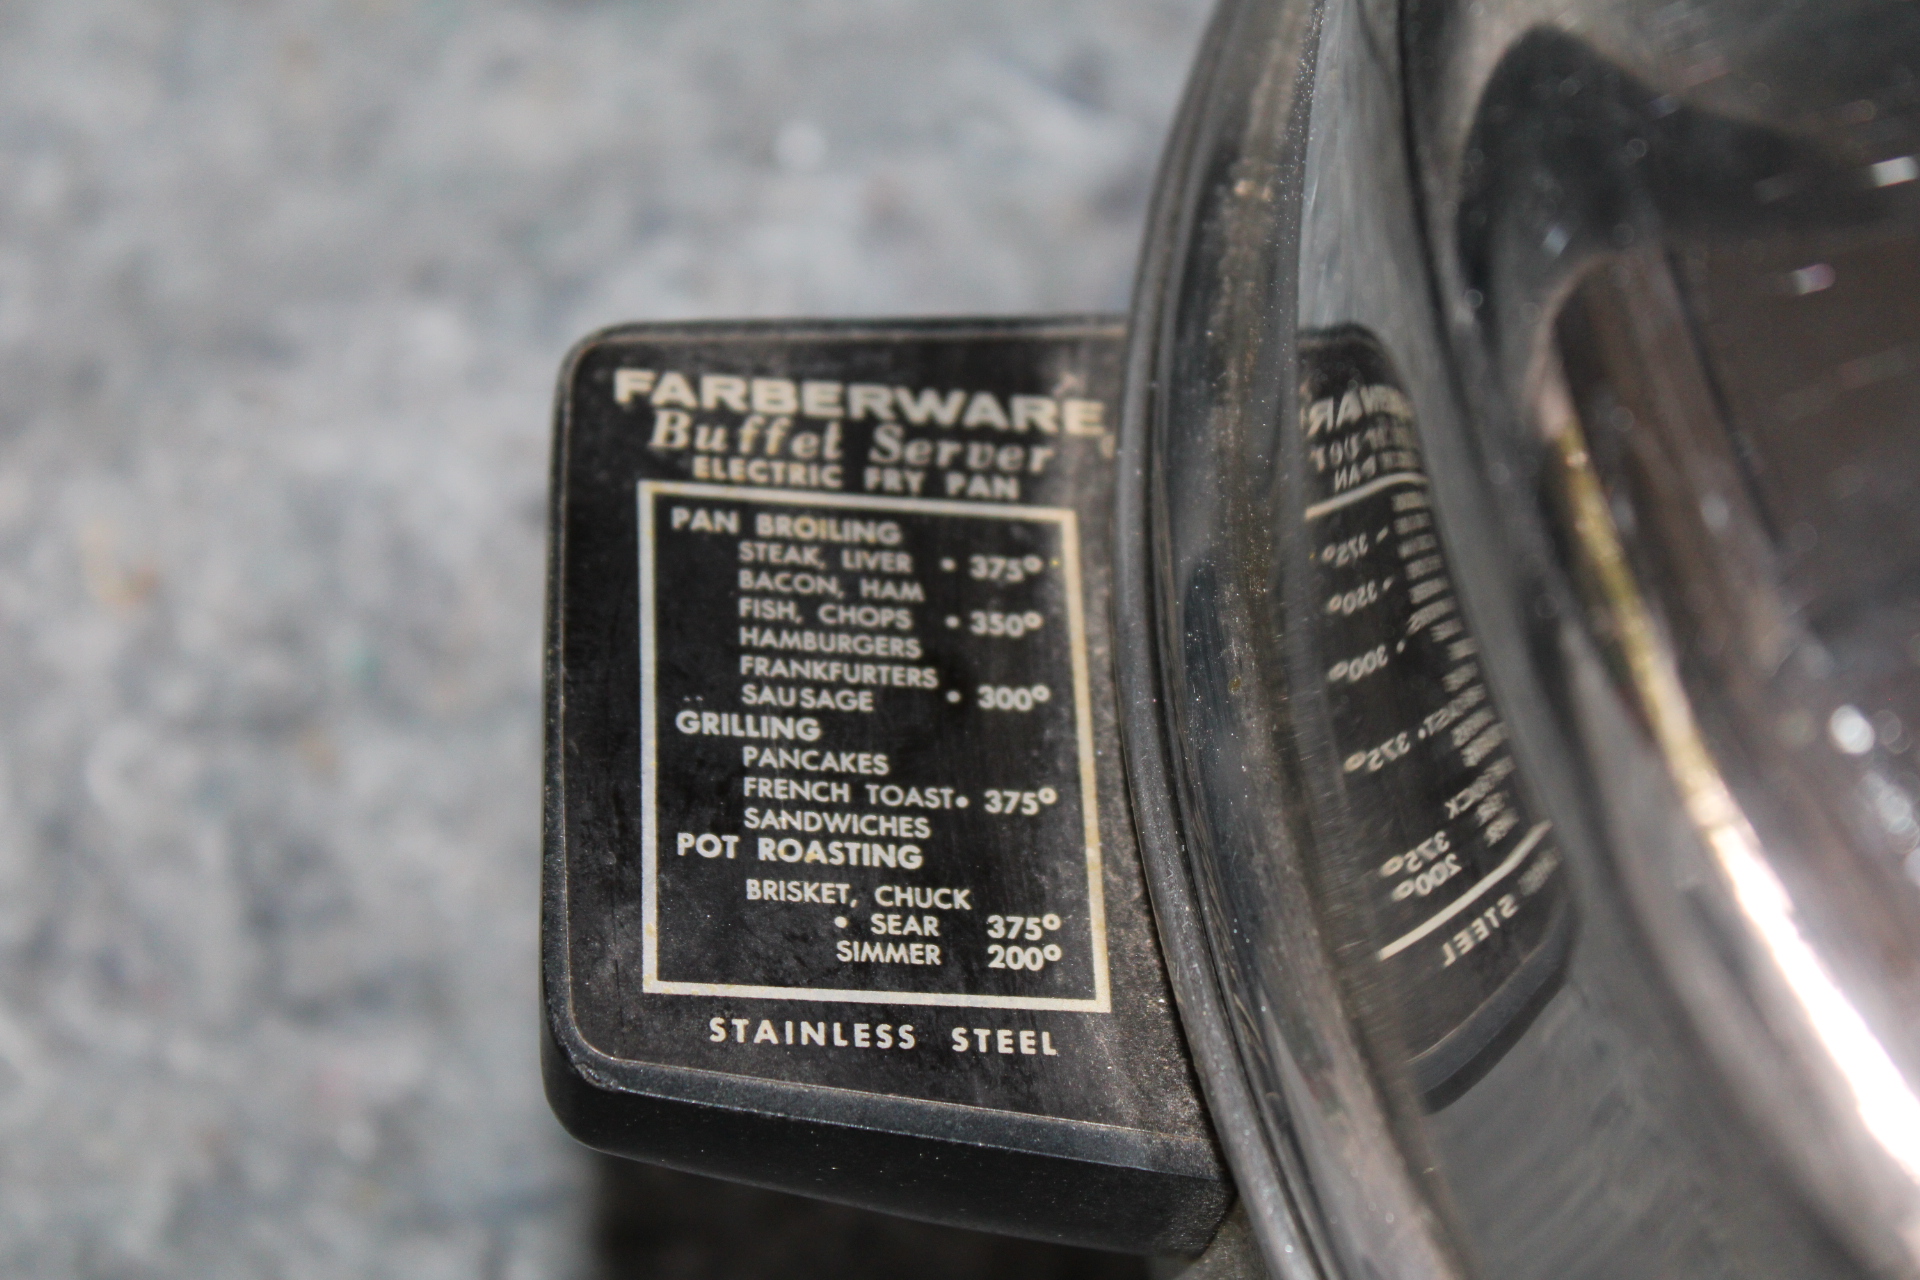 FARBERWARE
Buffet Server
ELECTRIC FRY PAN
PAN BROILING
STEAK, LIVER • 375°
BACON, HAM
FISH, CHOPS • 350°
HAMBURGERS
FRANKFURTERS
SAUSAGE • 300°
GRILLING
PANCAKES
FRENCH TOAST • 375°
SANDWICHES
POT ROASTING
BRISKET, CHUCK
• SEAR 375°
SIMMER 200°
STAINLESS STEEL